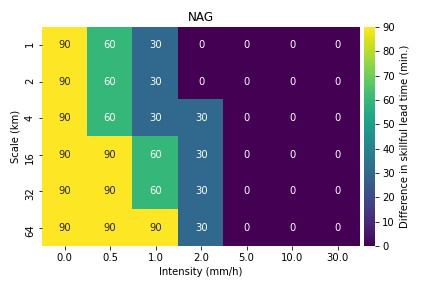 NAG
1 90 60 30 0 0 0 0
2 90 60 30 0 0 0 0
4 90 60 30 30 0 0 0
16 90 90 60 30 0 0 0
32 90 90 60 30 0 0 0
64 90 90 90 30 0 0 0
0.0 0.5 1.0 2.0 5.0 10.0 30.0
Intensity (mm/h)
Scale (km)
90
80
70
60
50
40
30
20
10
0
Difference in skillful lead time (min.)